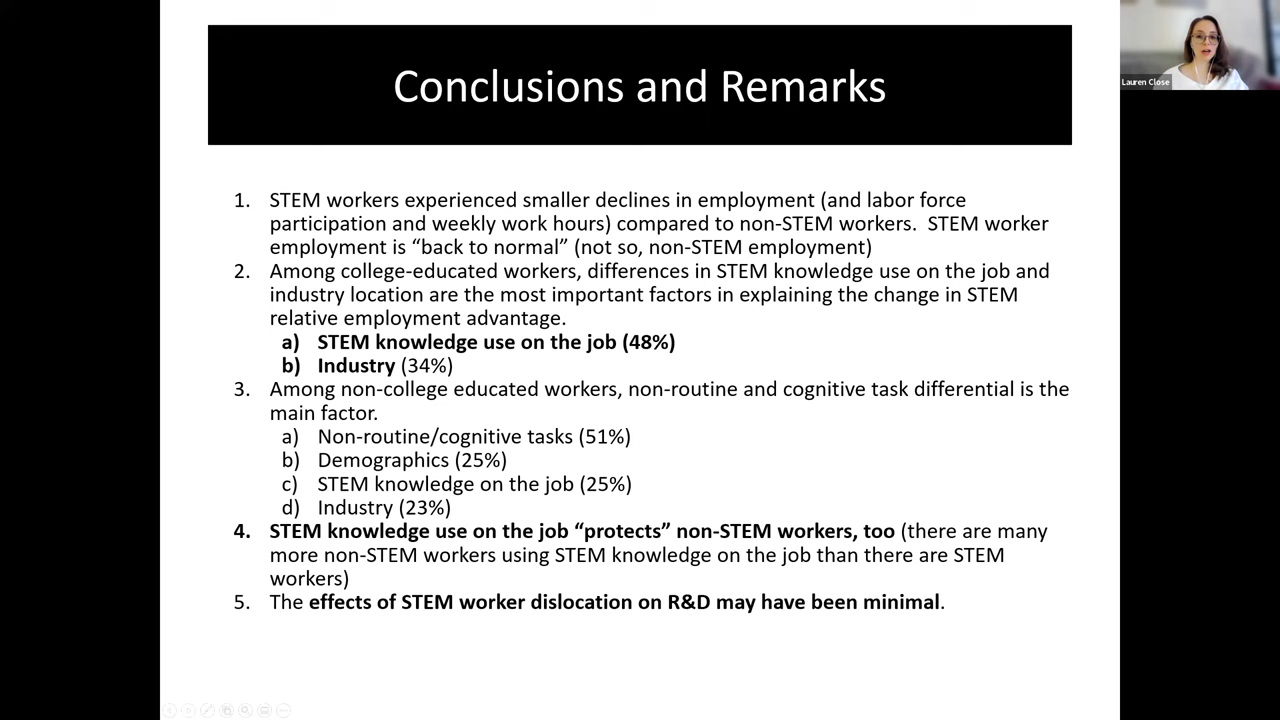 Conclusions and Remarks
Lauren Close
1. STEM workers experienced smaller declines in employment (and labor force
participation and weekly work hours) compared to non-STEM workers.  STEM worker
employment is “back to normal” (not so, non-STEM employment)
2. Among college-educated workers, differences in STEM knowledge use on the job and
industry location are the most important factors in explaining the change in STEM
relative employment advantage.
a) STEM knowledge use on the job (48%)
b) Industry (34%)
3. Among non-college educated workers, non-routine and cognitive task differential is the
main factor.
a) Non-routine/cognitive tasks (51%)
b) Demographics (25%)
c) STEM knowledge on the job (25%)
d) Industry (23%)
4. STEM knowledge use on the job “protects” non-STEM workers, too (there are many
more non-STEM workers using STEM knowledge on the job than there are STEM
workers)
5. The effects of STEM worker dislocation on R&D may have been minimal.